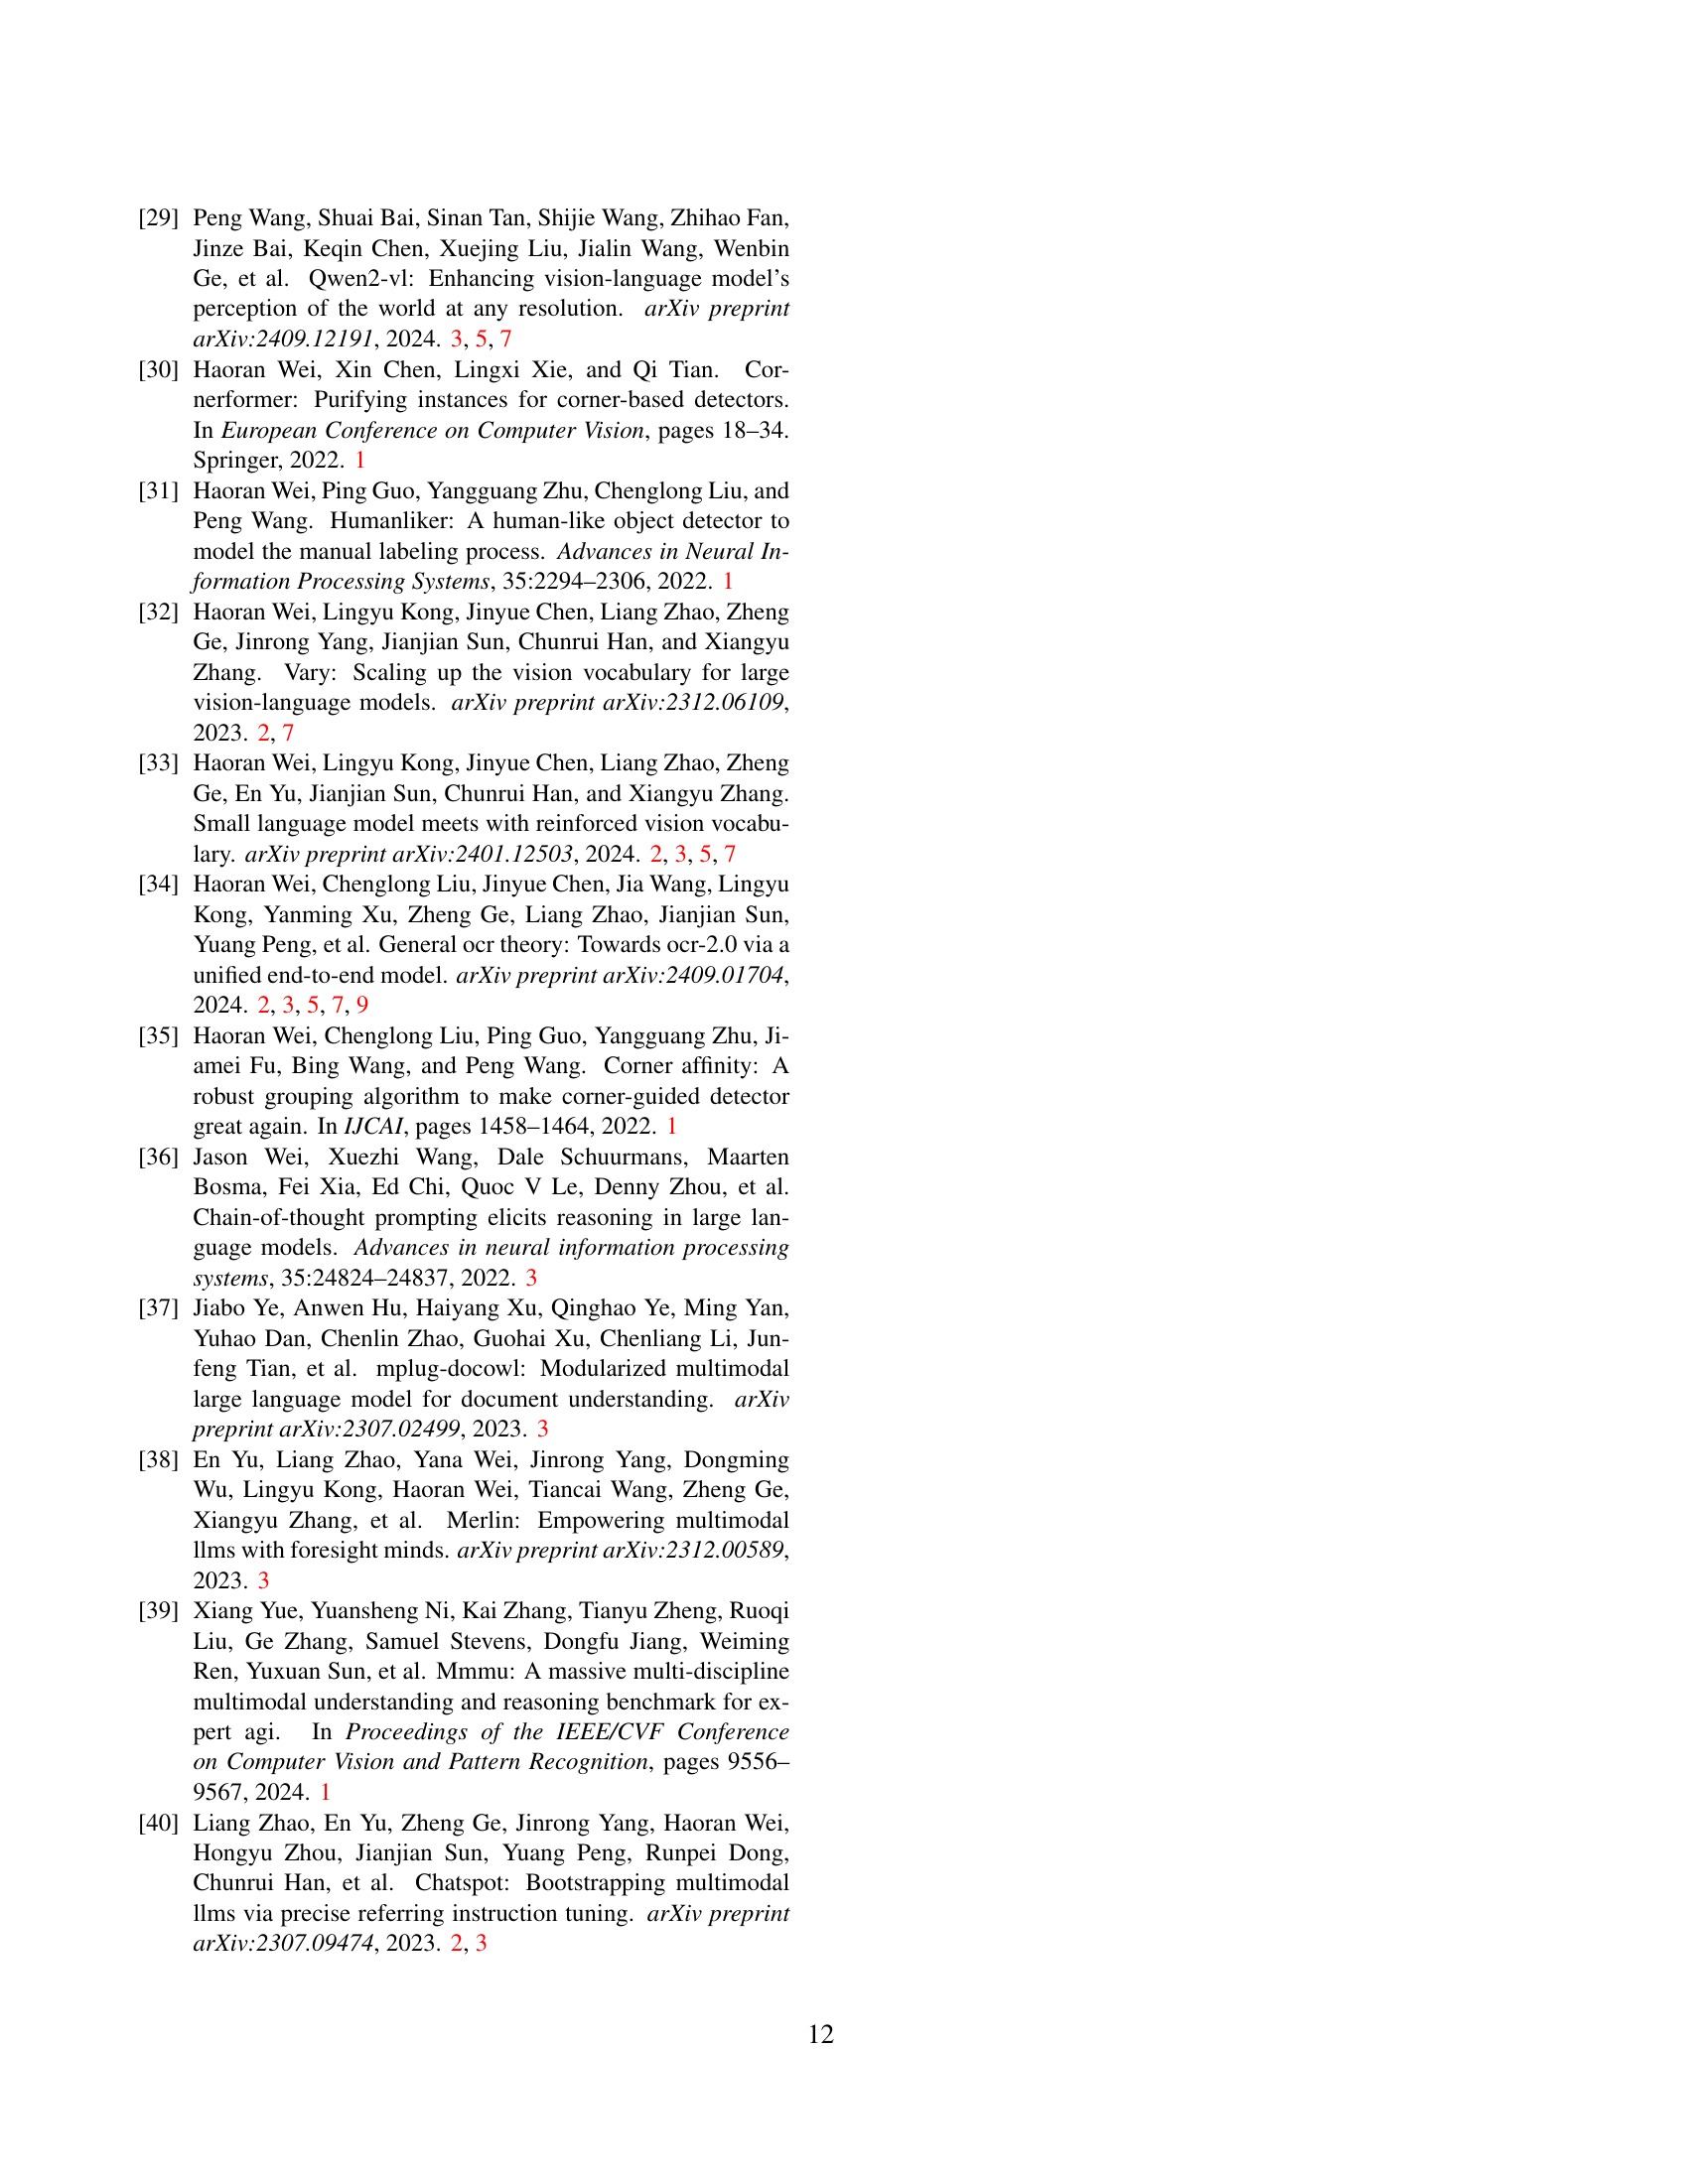 [29] Peng Wang, Shuai Bai, Sinan Tan, Shijie Wang, Zhihao Fan,
Jinze Bai, Keqin Chen, Xuejing Liu, Jialin Wang, Wenbin
Ge, et al. Qwen2-vl: Enhancing vision-language model’s
perception of the world at any resolution. arXiv preprint
arXiv:2409.12191, 2024. 3, 5, 7
[30] Haoran Wei, Xin Chen, Lingxi Xie, and Qi Tian. Cor-
nerformer: Purifying instances for corner-based detectors.
In European Conference on Computer Vision, pages 18–34.
Springer, 2022. 1
[31] Haoran Wei, Ping Guo, Yangguang Zhu, Chenglong Liu, and
Peng Wang. Humanliker: A human-like object detector to
model the manual labeling process. Advances in Neural In-
formation Processing Systems, 35:2294–2306, 2022. 1
[32] Haoran Wei, Lingyu Kong, Jinyue Chen, Liang Zhao, Zheng
Ge, Jinrong Yang, Jianjian Sun, Chunrui Han, and Xiangyu
Zhang. Vary: Scaling up the vision vocabulary for large
vision-language models. arXiv preprint arXiv:2312.06109,
2023. 2, 7
[33] Haoran Wei, Lingyu Kong, Jinyue Chen, Liang Zhao, Zheng
Ge, En Yu, Jianjian Sun, Chunrui Han, and Xiangyu Zhang.
Small language model meets with reinforced vision vocabu-
lary. arXiv preprint arXiv:2401.12503, 2024. 2, 3, 5, 7
[34] Haoran Wei, Chenglong Liu, Jinyue Chen, Jia Wang, Lingyu
Kong, Yanming Xu, Zheng Ge, Liang Zhao, Jianjian Sun,
Yuang Peng, et al. General ocr theory: Towards ocr-2.0 via a
unified end-to-end model. arXiv preprint arXiv:2409.01704,
2024. 2, 3, 5, 7, 9
[35] Haoran Wei, Chenglong Liu, Ping Guo, Yangguang Zhu, Ji-
amei Fu, Bing Wang, and Peng Wang. Corner affinity: A
robust grouping algorithm to make corner-guided detector
great again. In IJCAI, pages 1458–1464, 2022. 1
[36] Jason Wei, Xuezhi Wang, Dale Schuurmans, Maarten
Bosma, Fei Xia, Ed Chi, Quoc V Le, Denny Zhou, et al.
Chain-of-thought prompting elicits reasoning in large lan-
guage models. Advances in neural information processing
systems, 35:24824–24837, 2022. 3
[37] Jiabo Ye, Anwen Hu, Haiyang Xu, Qinghao Ye, Ming Yan,
Yuhao Dan, Chenlin Zhao, Guohai Xu, Chenliang Li, Jun-
feng Tian, et al. mplug-docowl: Modularized multimodal
large language model for document understanding. arXiv
preprint arXiv:2307.02499, 2023. 3
[38] En Yu, Liang Zhao, Yana Wei, Jinrong Yang, Dongming
Wu, Lingyu Kong, Haoran Wei, Tiancai Wang, Zheng Ge,
Xiangyu Zhang, et al. Merlin: Empowering multimodal
llms with foresight minds. arXiv preprint arXiv:2312.00589,
2023. 3
[39] Xiang Yue, Yuansheng Ni, Kai Zhang, Tianyu Zheng, Ruoqi
Liu, Ge Zhang, Samuel Stevens, Dongfu Jiang, Weiming
Ren, Yuxuan Sun, et al. Mmmu: A massive multi-discipline
multimodal understanding and reasoning benchmark for ex-
pert agi. In Proceedings of the IEEE/CVF Conference
on Computer Vision and Pattern Recognition, pages 9556–
9567, 2024. 1
[40] Liang Zhao, En Yu, Zheng Ge, Jinrong Yang, Haoran Wei,
Hongyu Zhou, Jianjian Sun, Yuang Peng, Runpei Dong,
Chunrui Han, et al. Chatspot: Bootstrapping multimodal
llms via precise referring instruction tuning. arXiv preprint
arXiv:2307.09474, 2023. 2, 3
12